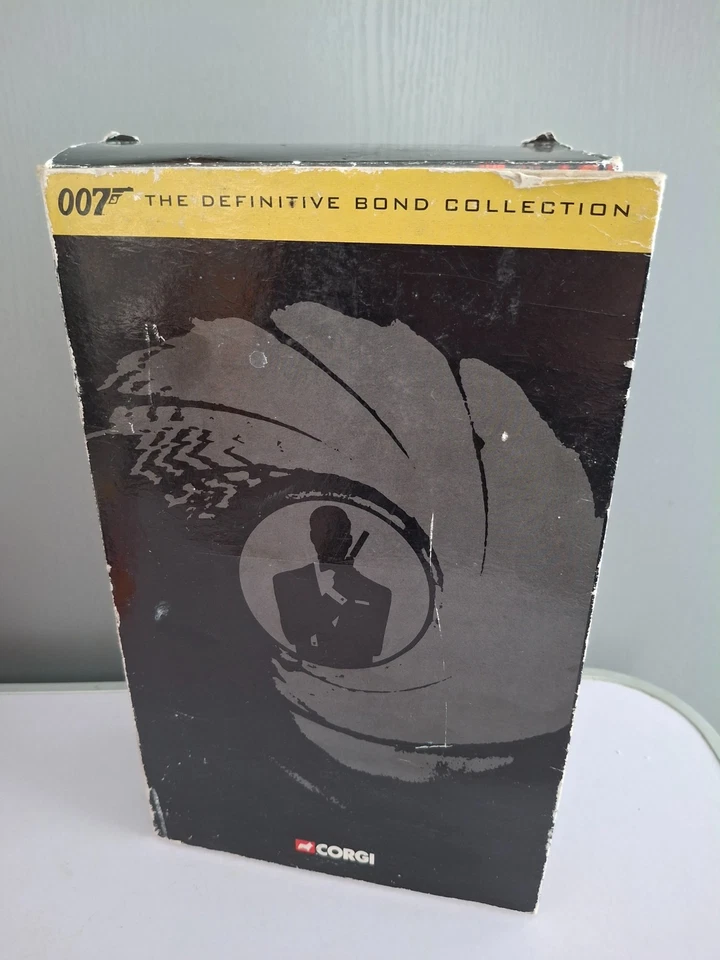 007 THE DEFINITIVE BOND COLLECTION
CORGI